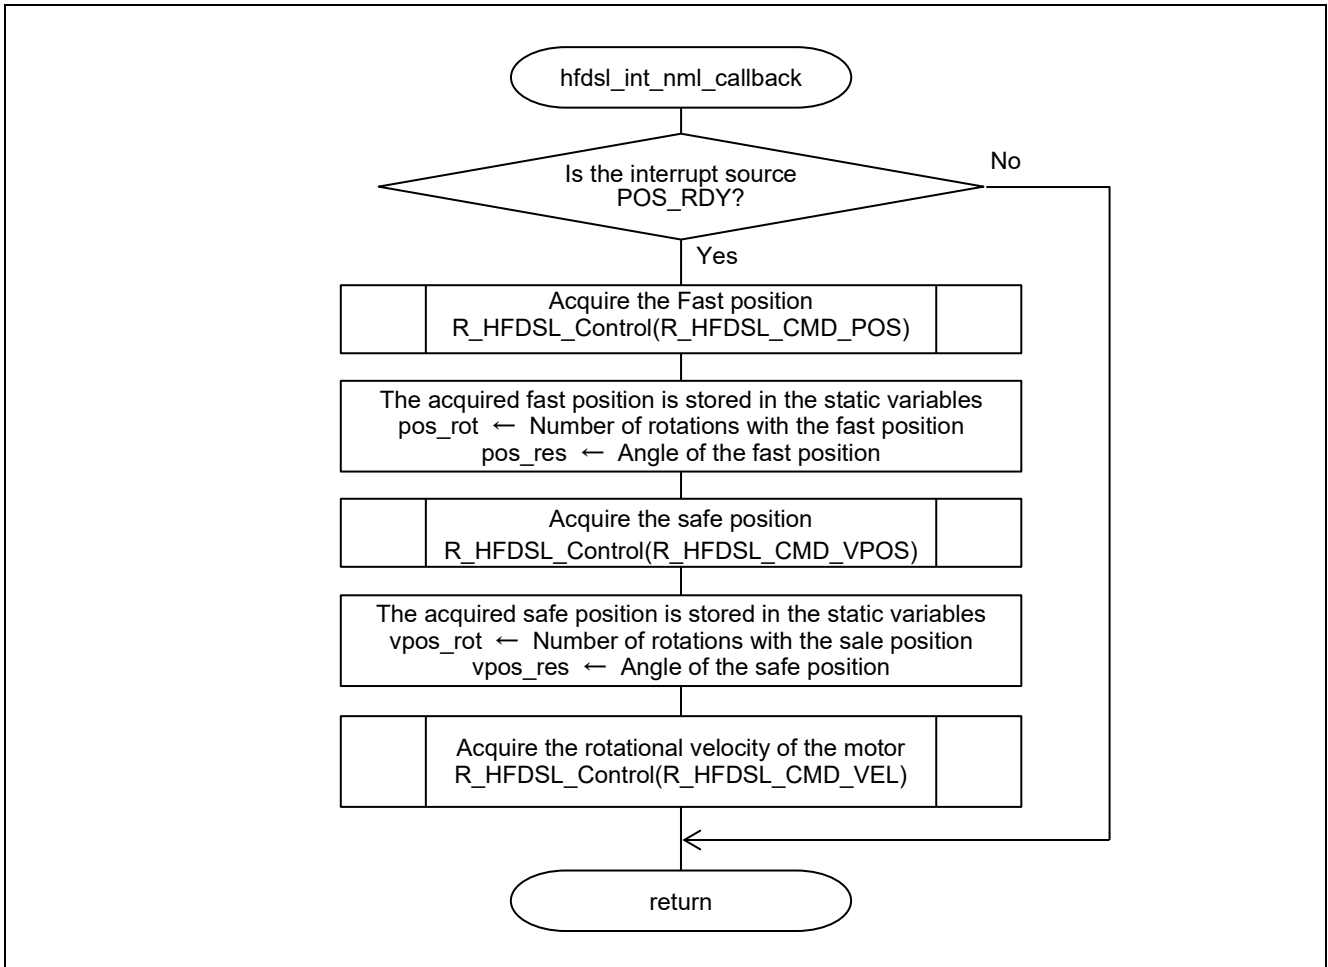 hfdsl_int_nml_callback
Is the interrupt source
POS_RDY?
No
Yes
Acquire the Fast position
R_HFDSL_Control(R_HFDSL_CMD_POS)
The acquired fast position is stored in the static variables
pos_rot ← Number of rotations with the fast position
pos_res ← Angle of the fast position
Acquire the safe position
R_HFDSL_Control(R_HFDSL_CMD_VPOS)
The acquired safe position is stored in the static variables
vpos_rot ← Number of rotations with the sale position
vpos_res ← Angle of the safe position
Acquire the rotational velocity of the motor
R_HFDSL_Control(R_HFDSL_CMD_VEL)
return